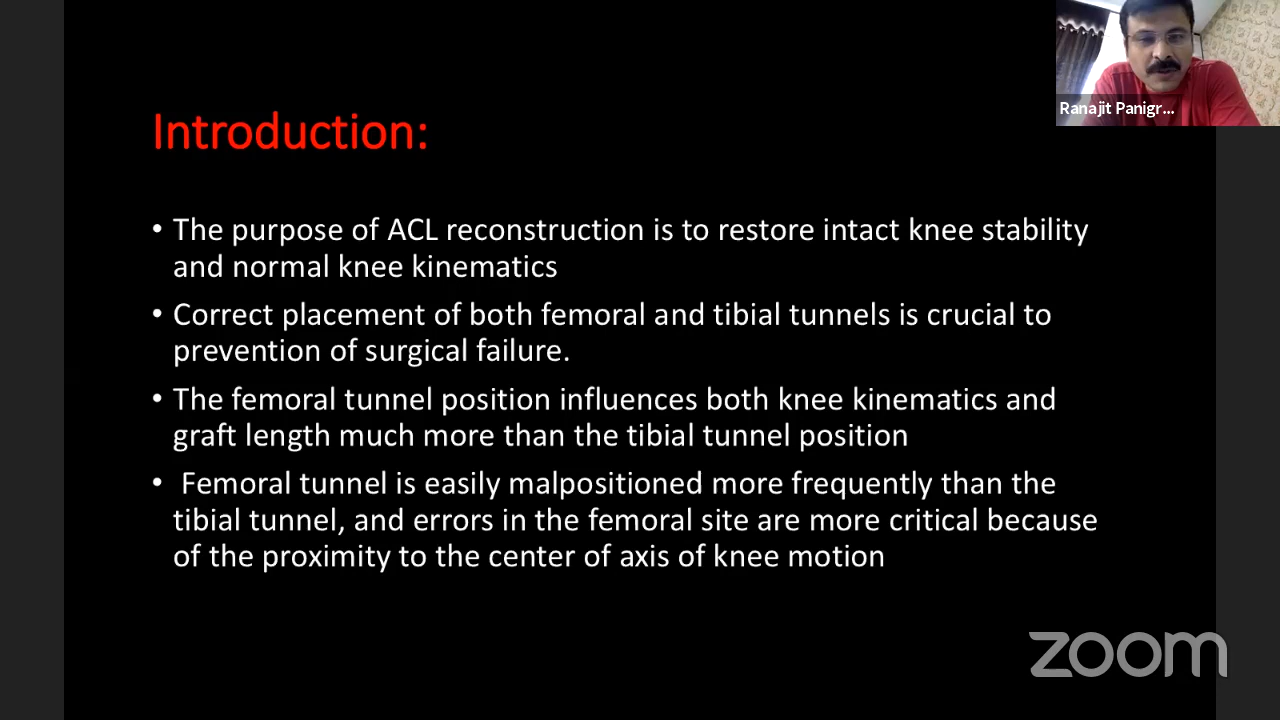 Ranajit Panigr...
Introduction:
• The purpose of ACL reconstruction is to restore intact knee stability
and normal knee kinematics
• Correct placement of both femoral and tibial tunnels is crucial to
prevention of surgical failure.
• The femoral tunnel position influences both knee kinematics and
graft length much more than the tibial tunnel position
• Femoral tunnel is easily malpositioned more frequently than the
tibial tunnel, and errors in the femoral site are more critical because
of the proximity to the center of axis of knee motion
zoom